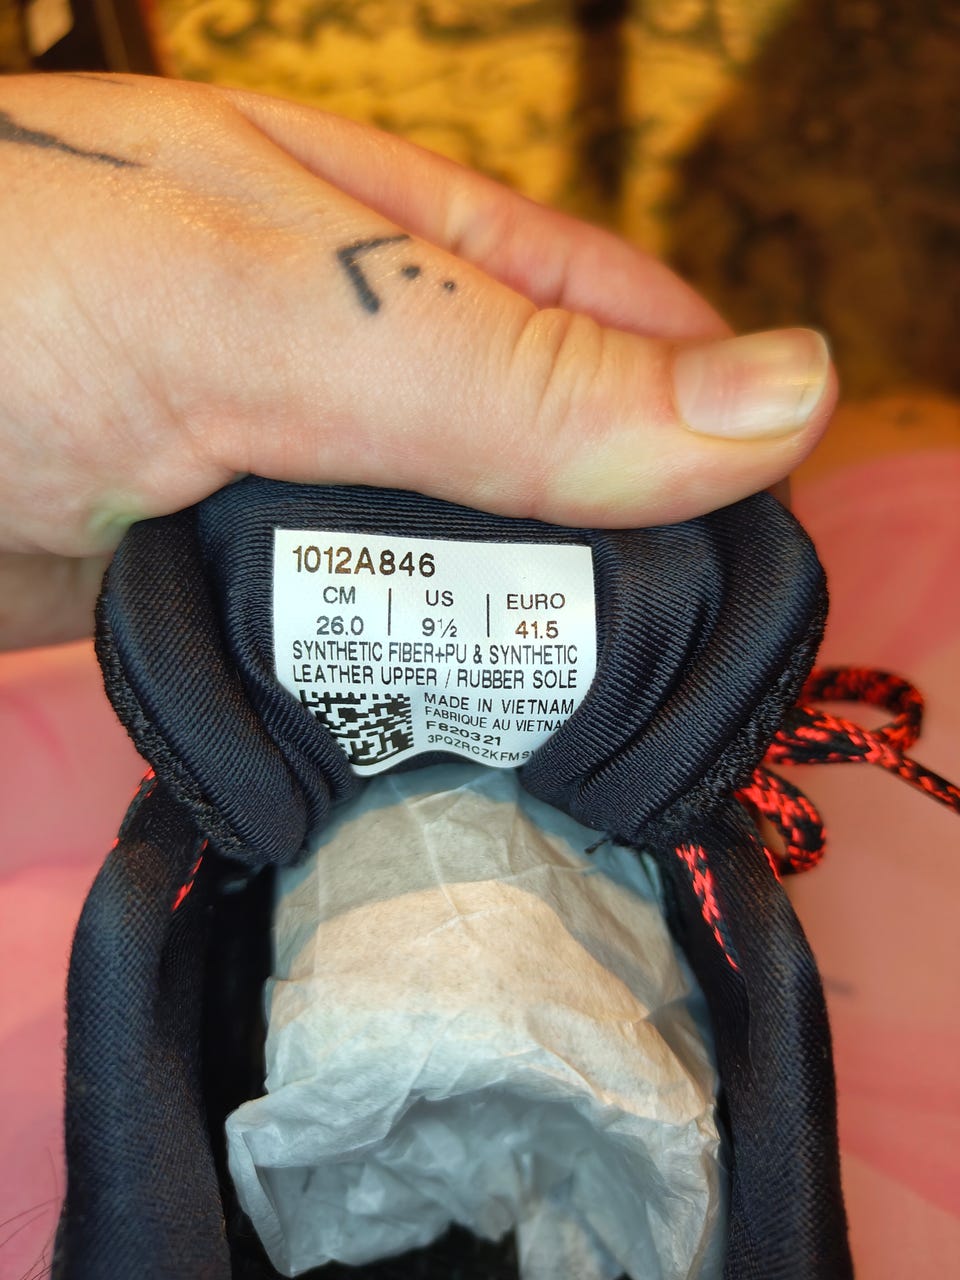 1012A846
CM | US | EURO
26.0 | 9½ | 41.5
SYNTHETIC FIBER+PU & SYNTHETIC
LEATHER UPPER / RUBBER SOLE
MADE IN VIETNAM
FABRIQUE AU VIETNAM
F820321